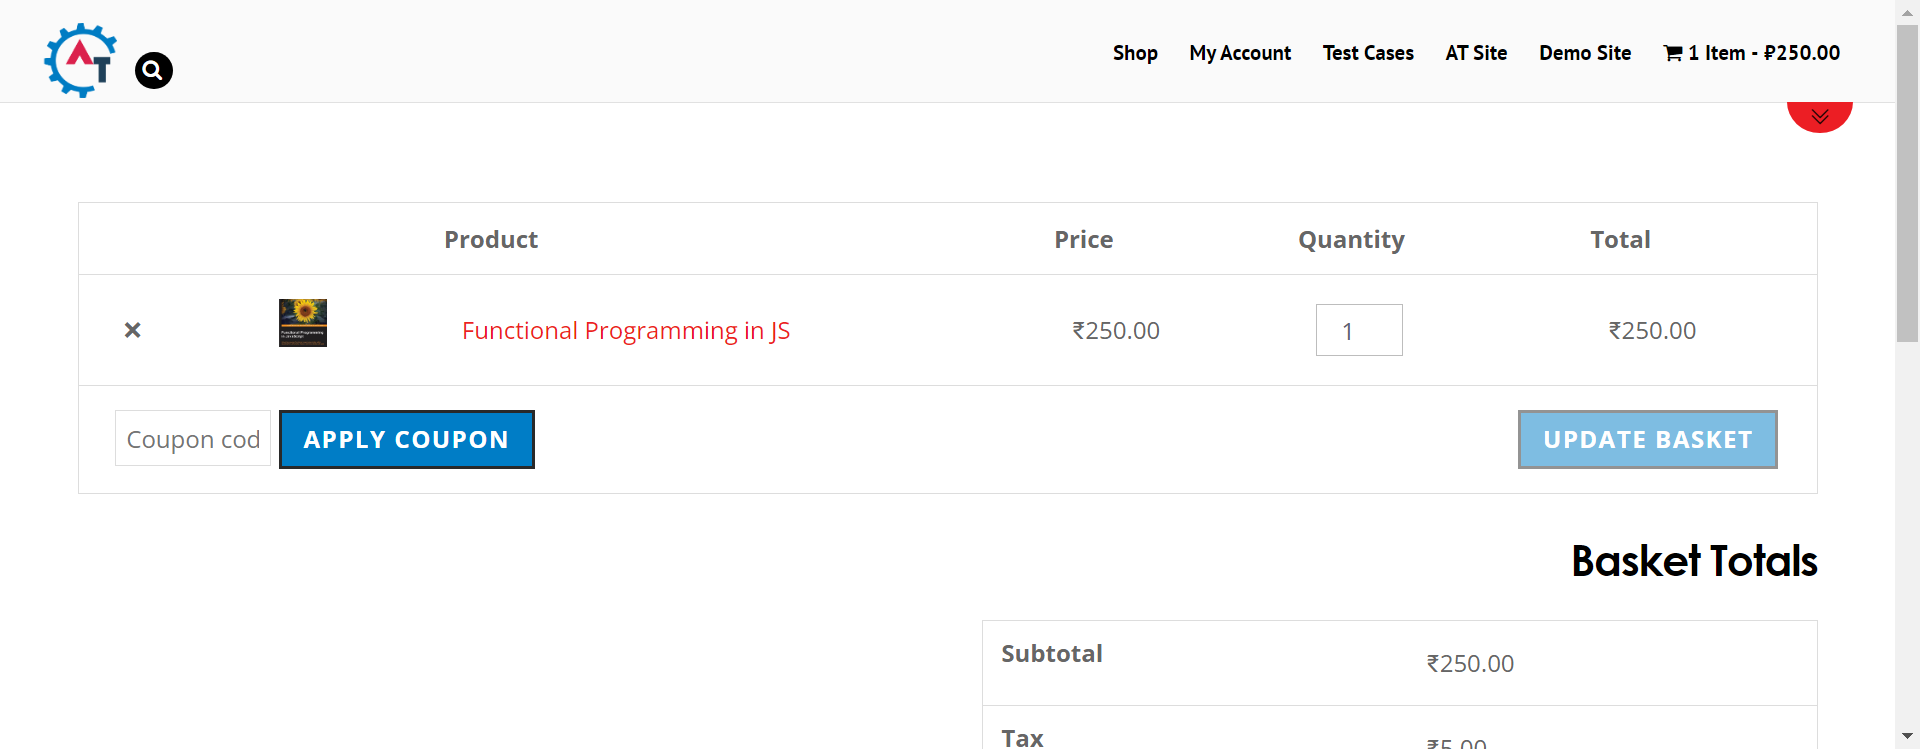 AT
Shop My Account Test Cases AT Site Demo Site 1 Item - ₽250.00
Product Price Quantity Total
× Functional Programming in JS ₹250.00 1 ₹250.00
Coupon cod APPLY COUPON UPDATE BASKET
Basket Totals
Subtotal ₹250.00
Tax ₹5.00